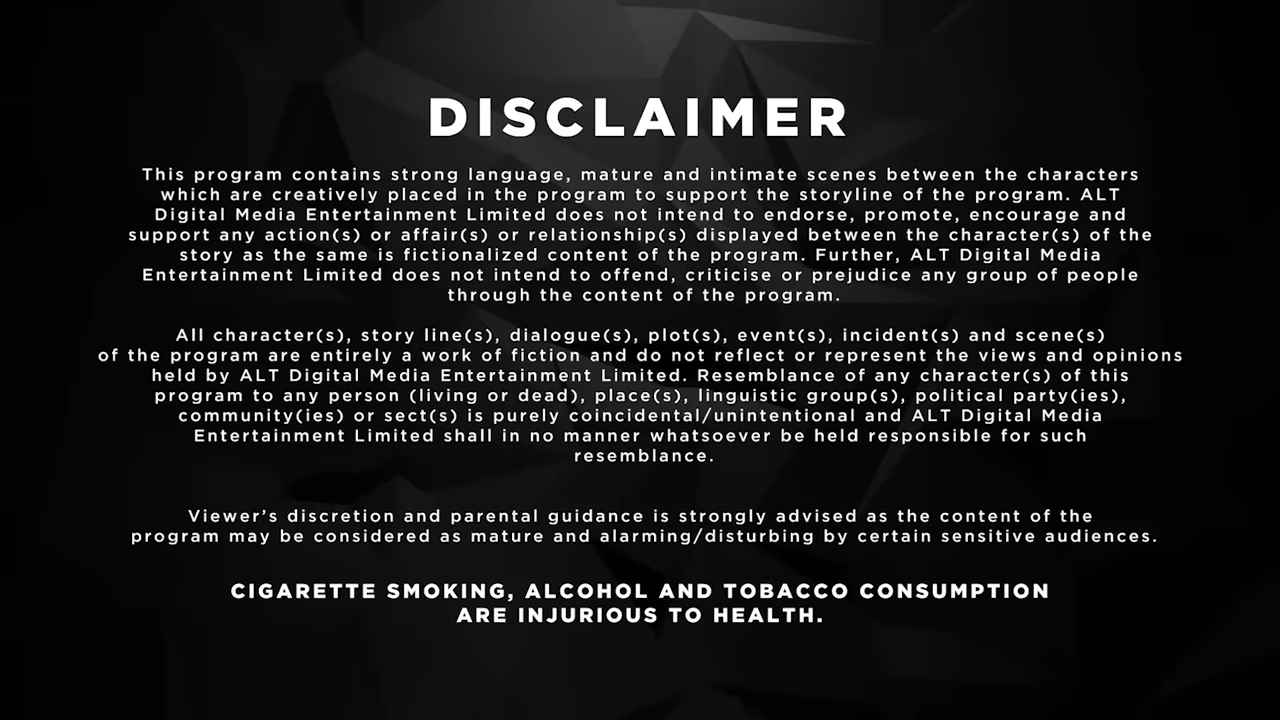 DISCLAIMER
This program contains strong language, mature and intimate scenes between the characters
which are creatively placed in the program to support the storyline of the program. ALT
Digital Media Entertainment Limited does not intend to endorse, promote, encourage and
support any action(s) or affair(s) or relationship(s) displayed between the character(s) of the
story as the same is fictionalized content of the program. Further, ALT Digital Media
Entertainment Limited does not intend to offend, criticise or prejudice any group of people
through the content of the program.
All character(s), story line(s), dialogue(s), plot(s), event(s), incident(s) and scene(s)
of the program are entirely a work of fiction and do not reflect or represent the views and opinions
held by ALT Digital Media Entertainment Limited. Resemblance of any character(s) of this
program to any person (living or dead), place(s), linguistic group(s), political party(ies),
community(ies) or sect(s) is purely coincidental/unintentional and ALT Digital Media
Entertainment Limited shall in no manner whatsoever be held responsible for such
resemblance.
Viewer’s discretion and parental guidance is strongly advised as the content of the
program may be considered as mature and alarming/disturbing by certain sensitive audiences.
CIGARETTE SMOKING, ALCOHOL AND TOBACCO CONSUMPTION
ARE INJURIOUS TO HEALTH.